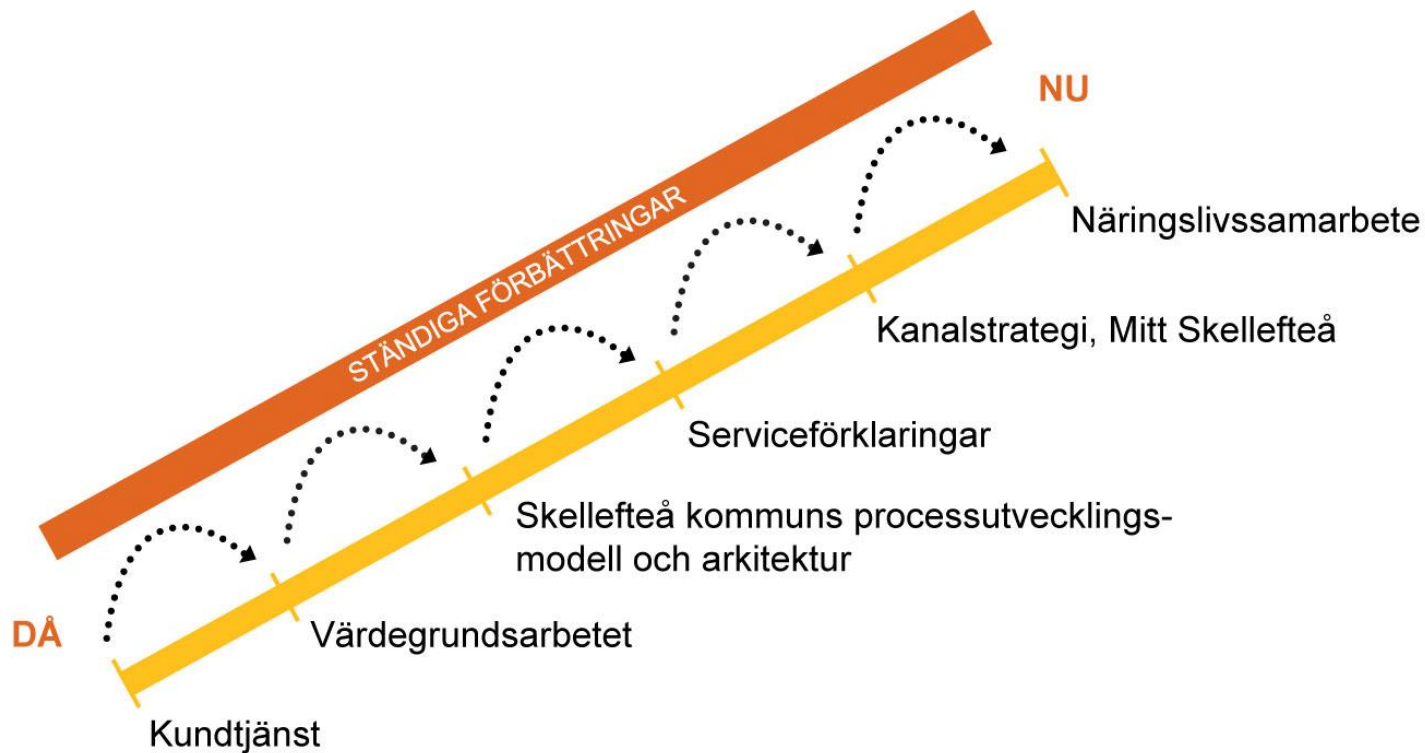 NU
Näringslivssamarbete
STÄNDIGA FÖRBÄTTRINGAR
Kanalstrategi, Mitt Skellefteå
Serviceförklaringar
Skellefteå kommuns processutvecklings-
modell och arkitektur
DÅ
Värdegrundsarbetet
Kundtjänst